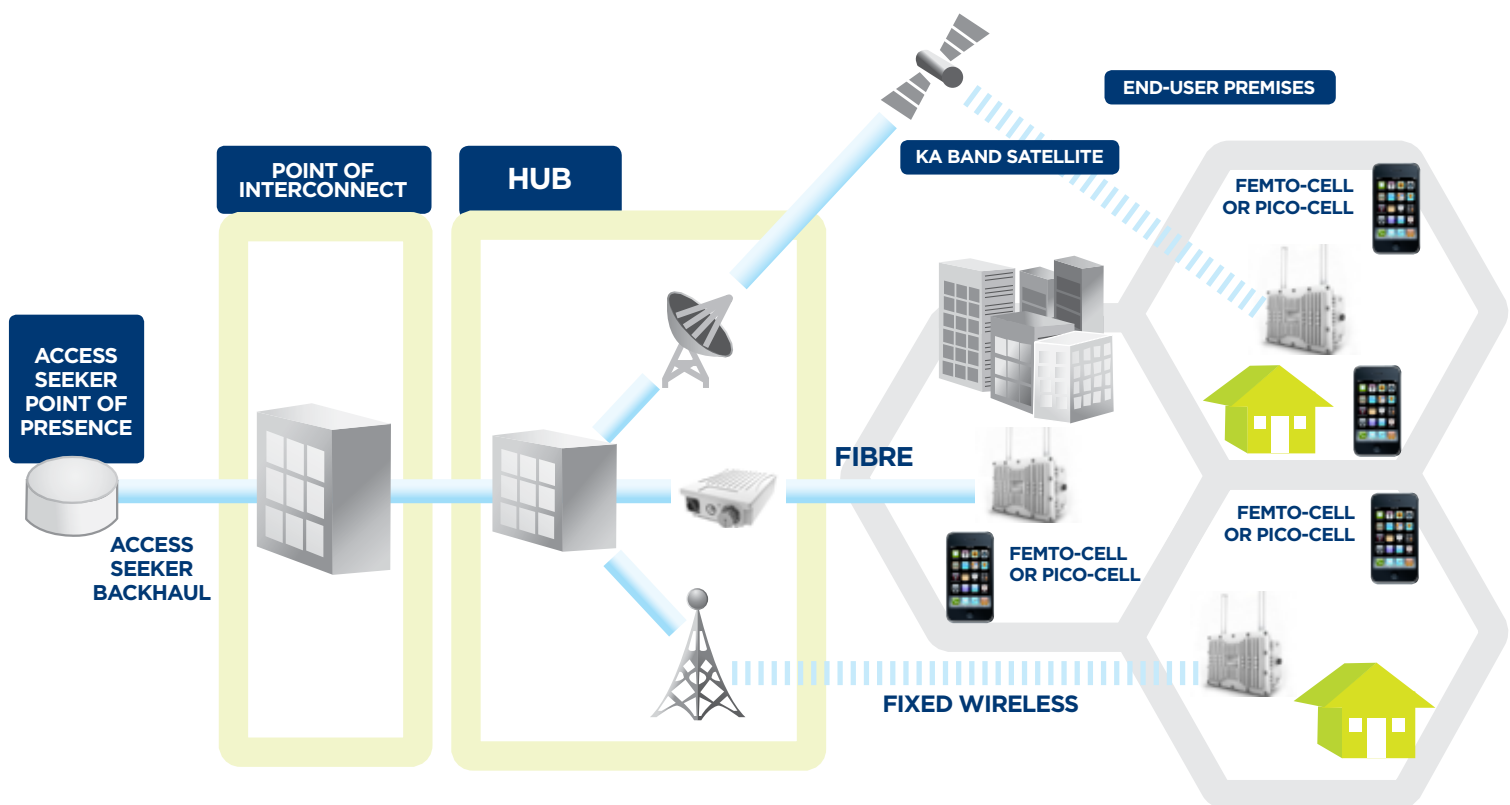 END-USER PREMISES
KA BAND SATELLITE
POINT OF
INTERCONNECT
HUB
FEMTO-CELL
OR PICO-CELL
ACCESS
SEEKER
POINT OF
PRESENCE
FIBRE
ACCESS
SEEKER
BACKHAUL
FEMTO-CELL
OR PICO-CELL
FEMTO-CELL
OR PICO-CELL
FIXED WIRELESS